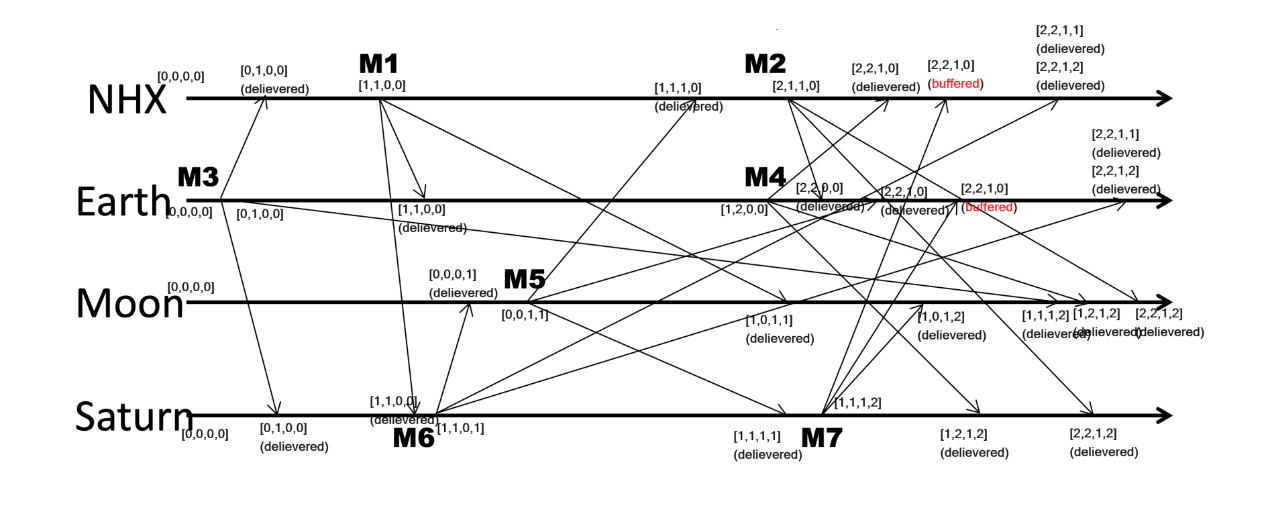 [2,2,1,1]
(delievered)
[2,2,1,2]
(delievered)
M1
M2
[0,0,0,0]
[0,1,0,0]
(delievered)
[1,1,0,0]
[1,1,1,0]
(delievered)
[2,1,1,0]
[2,2,1,0]
(delievered)
[2,2,1,0]
(buffered)
NHX
[2,2,1,1]
(delievered)
[2,2,1,2]
(delievered)
M3
M4
Earth
[0,0,0,0]
[0,1,0,0]
[1,1,0,0]
(delievered)
[1,2,0,0]
[2,2,0,0]
(delievered)
[2,2,1,0]
(delievered)
[2,2,1,0]
(buffered)
M5
[0,0,0,0]
[0,0,0,1]
(delievered)
Moon
[0,0,1,1]
[1,0,1,1]
(delievered)
[1,0,1,2]
(delievered)
[1,1,1,2]
(delievered)
[1,2,1,2]
(delievered)
[2,2,1,2]
(delievered)
[1,1,0,0]
(delievered)
[1,1,1,2]
Saturn
[0,0,0,0]
[0,1,0,0]
(delievered)
M6
[1,1,0,1]
[1,1,1,1]
(delievered)
M7
[1,2,1,2]
(delievered)
[2,2,1,2]
(delievered)